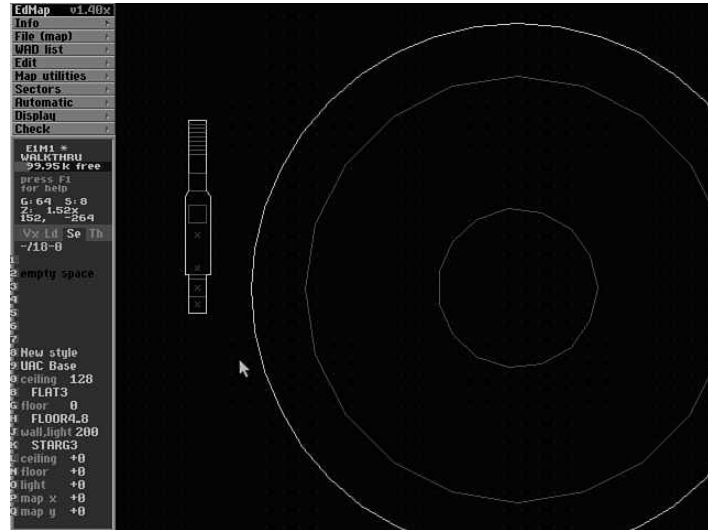 EdMap v1.40x
Info
File (map)
WAD list
Edit
Map utilities
Sectors
Automatic
Display
Check
E1M1 *
WALKTHRU
99.95k free
press F1
for help
G:64 S:8
Z: 1.52x
152, -264
Vx Ld Se Th
-/18-0
1
2 empty space
3
4
5
6
7
8 New style
9 UAC Base
0 ceiling 128
FLAT3
G floor 0
H FLOOR4_8
J wall,light 200
K STARG3
L ceiling +0
N floor +0
O light +0
P map x +0
Q map y +0